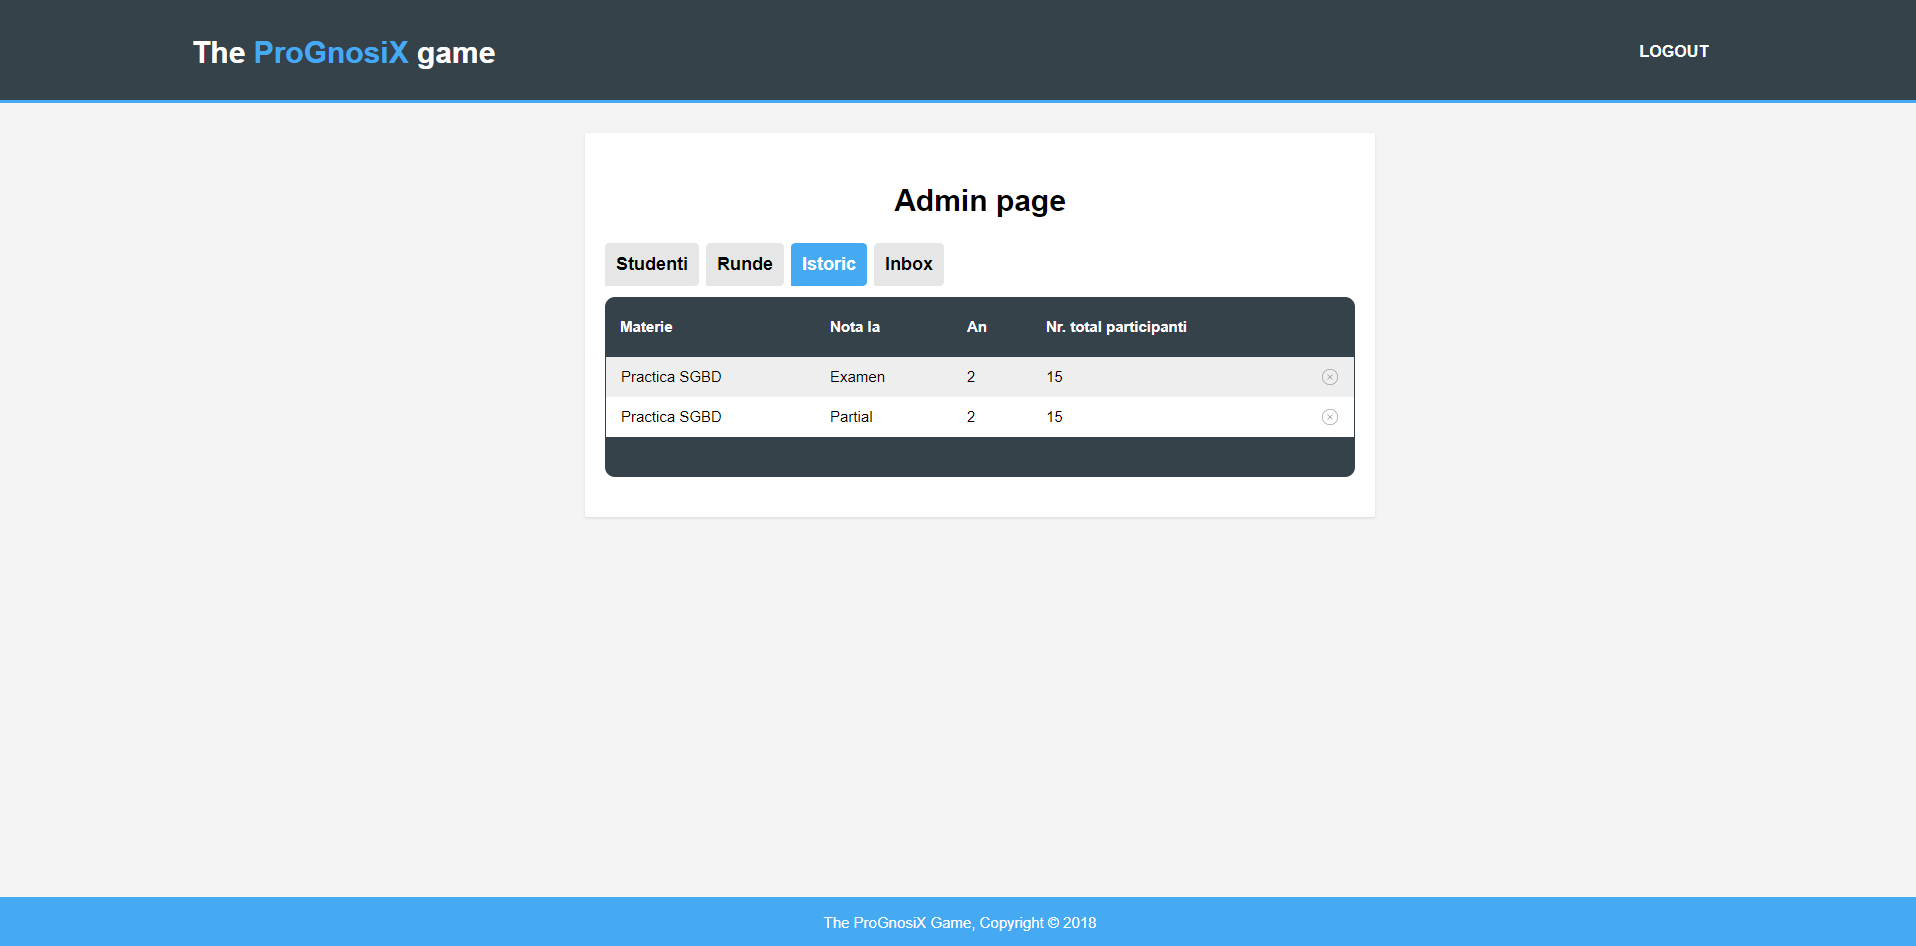 The ProGnosiX game
LOGOUT
Admin page
Studenti Runde Istoric Inbox
Materie Nota la An Nr. total participanti
Practica SGBD Examen 2 15
Practica SGBD Partial 2 15
The ProGnosiX Game, Copyright © 2018